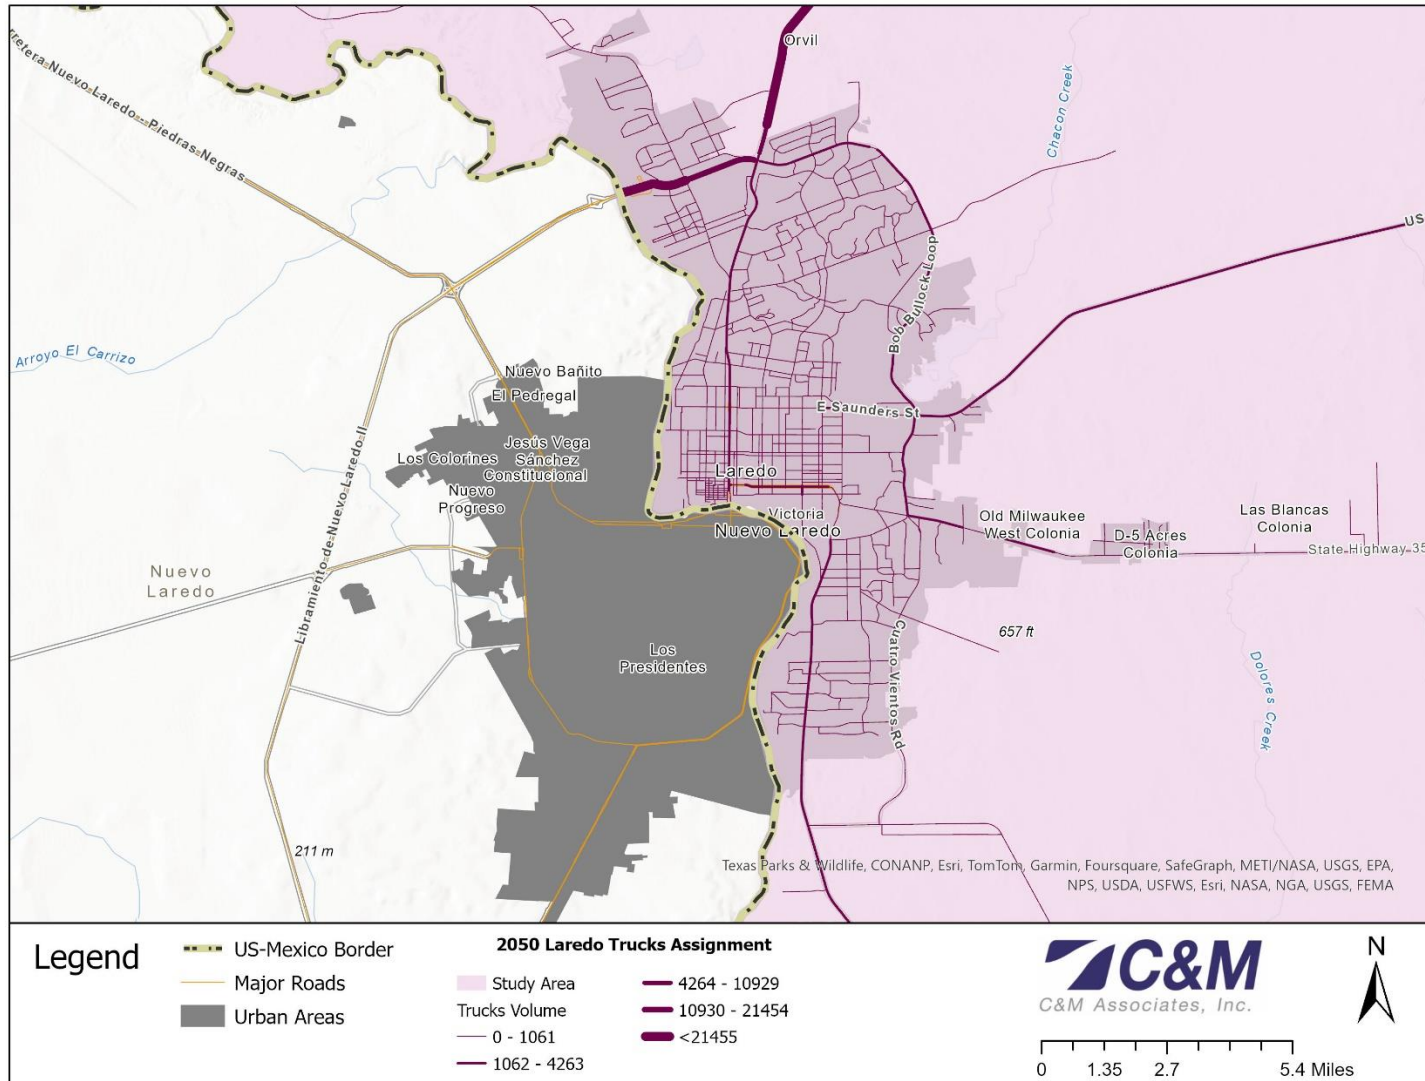 Orvil
Chacon Creek
rretera Nuevo Laredo--Piedras Negras
US
Bob Bullock Loop
Arroyo El Carrizo
Nuevo Bañito
El Pedregal
E Saunders St
Jesús Vega
Sánchez
Constitucional
Los Colorines
Laredo
Nuevo
Progreso
Victoria
Nuevo Laredo
Old Milwaukee
West Colonia
D-5 Acres
Colonia
Las Blancas
Colonia
State Highway 35
Nuevo
Laredo
Libramiento de Nuevo Laredo II
Los
Presidentes
657 ft
Cuatro Vientos Rd
Dolores Creek
211 m
Texas Parks & Wildlife, CONANP, Esri, TomTom, Garmin, Foursquare, SafeGraph, METI/NASA, USGS, EPA,
NPS, USDA, USFWS, Esri, NASA, NGA, USGS, FEMA
Legend
US-Mexico Border
Major Roads
Urban Areas
2050 Laredo Trucks Assignment
Study Area
Trucks Volume
0 - 1061
1062 - 4263
4264 - 10929
10930 - 21454
<21455
C&M
C&M Associates, Inc.
N
0 1.35 2.7 5.4 Miles